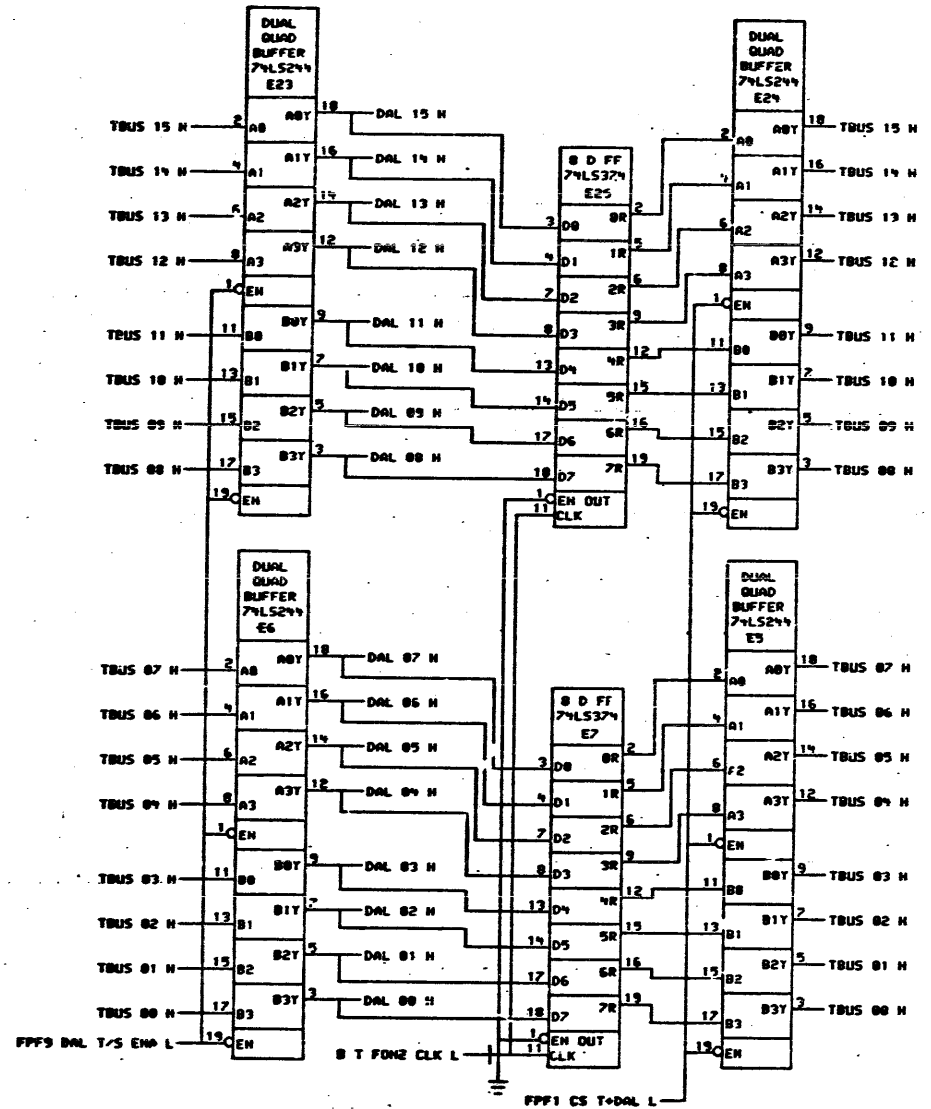 DUAL
QUAD
BUFFER
74LS244
E23
TBUS 15 H 2 A0 A0Y 18 DAL 15 H
TBUS 14 H 4 A1 A1Y 16 DAL 14 H
TBUS 13 H 6 A2 A2Y 14 DAL 13 H
TBUS 12 H 8 A3 A3Y 12 DAL 12 H
1 EN
TBUS 11 H 11 B0 B0Y 9 DAL 11 H
TBUS 10 H 13 B1 B1Y 7 DAL 10 H
TBUS 09 H 15 B2 B2Y 5 DAL 09 H
TBUS 08 H 17 B3 B3Y 3 DAL 08 H
19 EN
8 D FF
74LS374
E25
3 D0 0R 2
4 D1 1R 5
7 D2 2R 6
8 D3 3R 9
13 D4 4R 12
14 D5 5R 15
17 D6 6R 16
18 D7 7R 19
1 EN OUT
11 CLK
DUAL
QUAD
BUFFER
74LS244
E24
2 A0 A0Y 18 TBUS 15 H
4 A1 A1Y 16 TBUS 14 H
6 A2 A2Y 14 TBUS 13 H
8 A3 A3Y 12 TBUS 12 H
1 EN
11 B0 B0Y 9 TBUS 11 H
13 B1 B1Y 7 TBUS 10 H
15 B2 B2Y 5 TBUS 09 H
17 B3 B3Y 3 TBUS 08 H
19 EN
DUAL
QUAD
BUFFER
74LS244
E6
TBUS 07 H 2 A0 A0Y 18 DAL 07 H
TBUS 06 H 4 A1 A1Y 16 DAL 06 H
TBUS 05 H 6 A2 A2Y 14 DAL 05 H
TBUS 04 H 8 A3 A3Y 12 DAL 04 H
1 EN
TBUS 03 H 11 B0 B0Y 9 DAL 03 H
TBUS 02 H 13 B1 B1Y 7 DAL 02 H
TBUS 01 H 15 B2 B2Y 5 DAL 01 H
TBUS 00 H 17 B3 B3Y 3 DAL 00 H
FPF9 DAL T/S ENA L 19 EN
8 D FF
74LS374
E7
3 D0 0R 2
4 D1 1R 5
7 D2 2R 6
8 D3 3R 9
13 D4 4R 12
14 D5 5R 15
17 D6 6R 16
18 D7 7R 19
1 EN OUT
8 T FDN2 CLK L 11 CLK
DUAL
QUAD
BUFFER
74LS244
E5
2 A0 A0Y 18 TBUS 07 H
4 A1 A1Y 16 TBUS 06 H
6 A2 A2Y 14 TBUS 05 H
8 A3 A3Y 12 TBUS 04 H
1 EN
11 B0 B0Y 9 TBUS 03 H
13 B1 B1Y 7 TBUS 02 H
15 B2 B2Y 5 TBUS 01 H
17 B3 B3Y 3 TBUS 00 H
19 EN
FPF1 CS T+DAL L